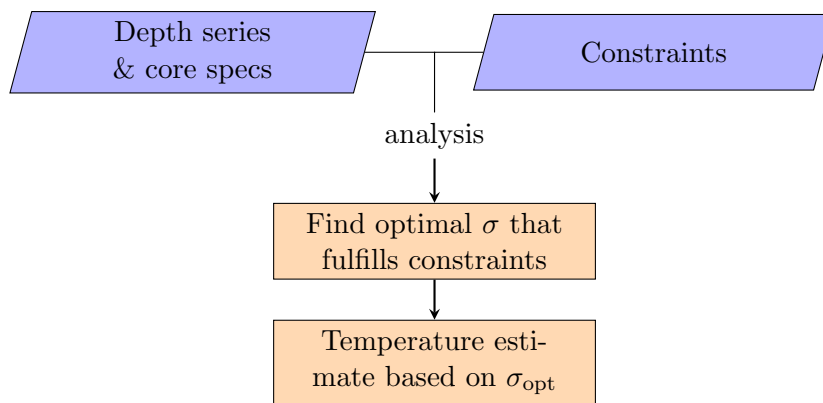 Depth series
& core specs
Constraints
analysis
Find optimal σ that
fulfills constraints
Temperature esti-
mate based on σopt